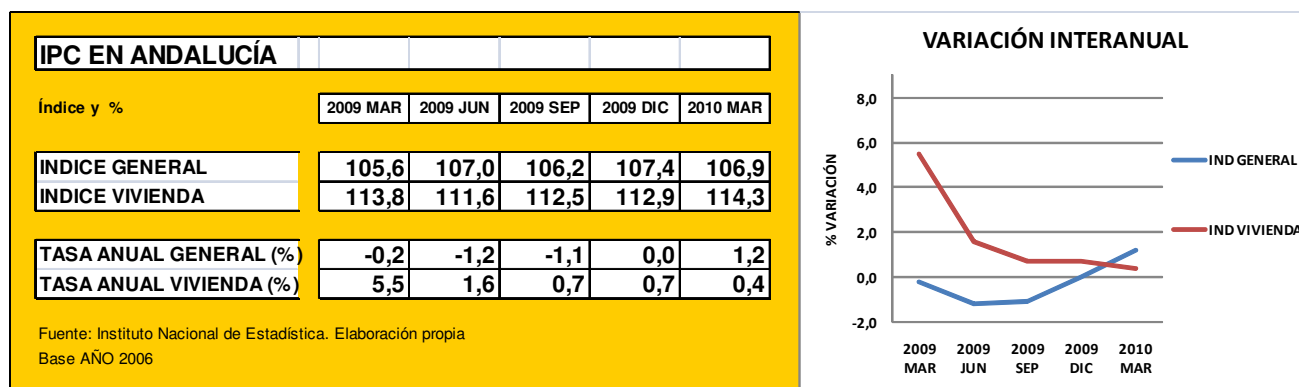 IPC EN ANDALUCÍA
Índice y %
2009 MAR 2009 JUN 2009 SEP 2009 DIC 2010 MAR
INDICE GENERAL 105,6 107,0 106,2 107,4 106,9
INDICE VIVIENDA 113,8 111,6 112,5 112,9 114,3
TASA ANUAL GENERAL (%) -0,2 -1,2 -1,1 0,0 1,2
TASA ANUAL VIVIENDA (%) 5,5 1,6 0,7 0,7 0,4
Fuente: Instituto Nacional de Estadística. Elaboración propia
Base AÑO 2006
VARIACIÓN INTERANUAL
% VARIACIÓN
8,0
6,0
4,0
2,0
0,0
-2,0
2009 2009 2009 2009 2010
MAR JUN SEP DIC MAR
IND GENERAL
IND VIVIENDA